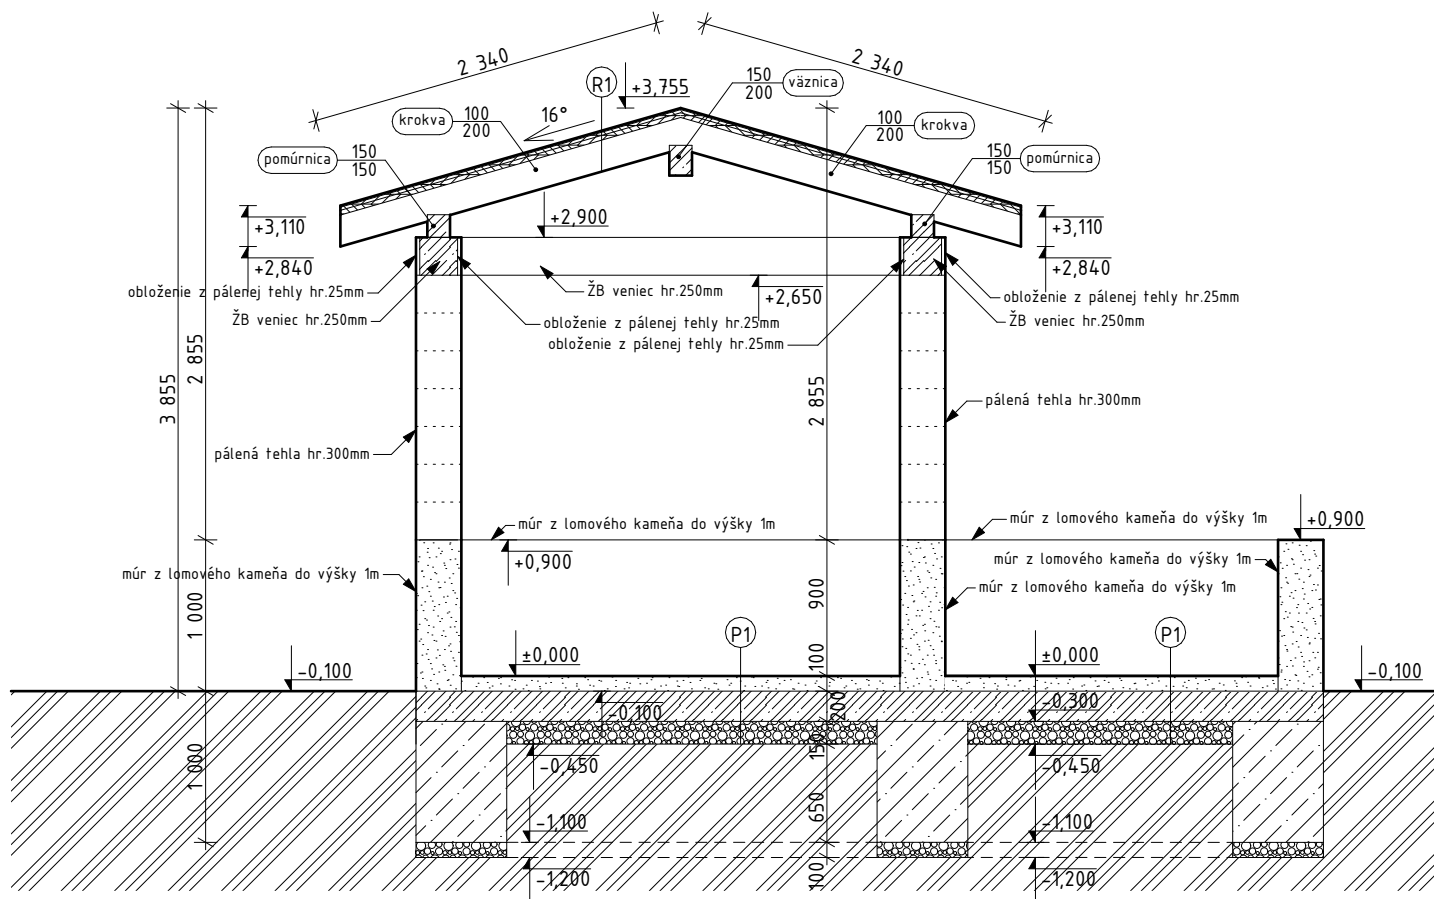 2 340
2 340
R1
+3,755
150
200
väznica
16°
krokva
100
200
100
200
krokva
pomúrnica
150
150
150
150
pomúrnica
+3,110
+2,900
+3,110
+2,840
+2,840
obloženie z pálenej tehly hr.25mm
ŽB veniec hr.250mm
ŽB veniec hr.250mm
+2,650
obloženie z pálenej tehly hr.25mm
ŽB veniec hr.250mm
obloženie z pálenej tehly hr.25mm
obloženie z pálenej tehly hr.25mm
3 855
2 855
2 855
pálená tehla hr.300mm
pálená tehla hr.300mm
múr z lomového kameňa do výšky 1m
múr z lomového kameňa do výšky 1m
+0,900
+0,900
múr z lomového kameňa do výšky 1m
múr z lomového kameňa do výšky 1m
múr z lomového kameňa do výšky 1m
1 000
900
P1
P1
±0,000
100
±0,000
-0,100
-0,100
-0,100
200
-0,300
1 000
150
-0,450
-0,450
650
-1,100
-1,100
100
-1,200
-1,200